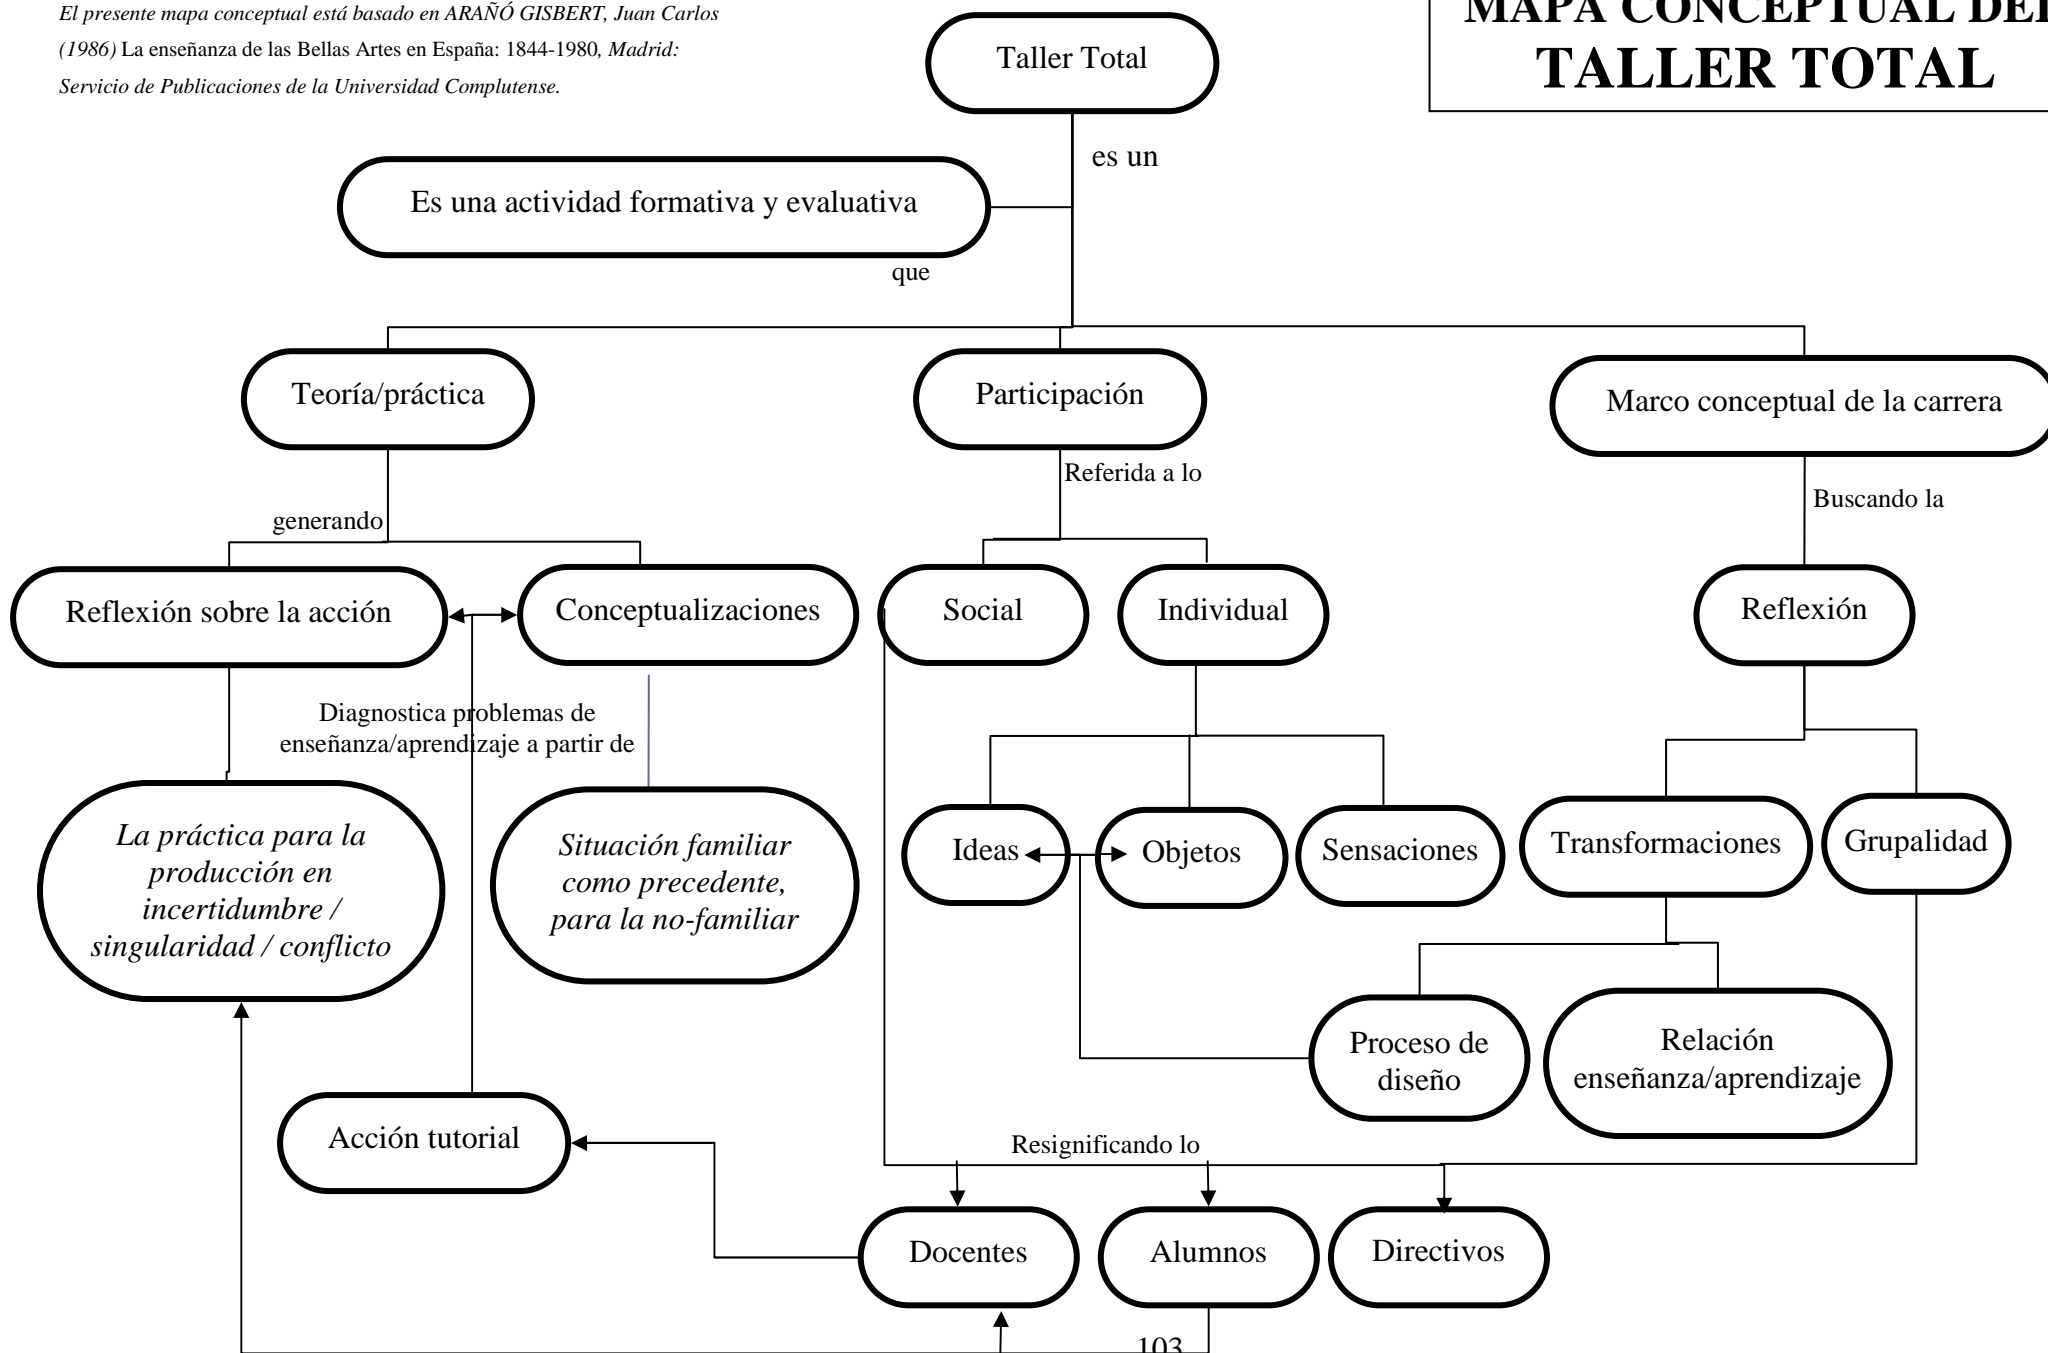 El presente mapa conceptual está basado en ARAÑÓ GISBERT, Juan Carlos
(1986) La enseñanza de las Bellas Artes en España: 1844-1980, Madrid:
Servicio de Publicaciones de la Universidad Complutense.
MAPA CONCEPTUAL DEL
TALLER TOTAL
Taller Total
es un
Es una actividad formativa y evaluativa
que
Teoría/práctica
Participación
Marco conceptual de la carrera
Referida a lo
Buscando la
generando
Reflexión sobre la acción
Conceptualizaciones
Social
Individual
Reflexión
Diagnostica problemas de
enseñanza/aprendizaje a partir de
La práctica para la
producción en
incertidumbre /
singularidad / conflicto
Situación familiar
como precedente,
para la no-familiar
Ideas
Objetos
Sensaciones
Transformaciones
Grupalidad
Proceso de
diseño
Relación
enseñanza/aprendizaje
Acción tutorial
Resignificando lo
Docentes
Alumnos
Directivos
103